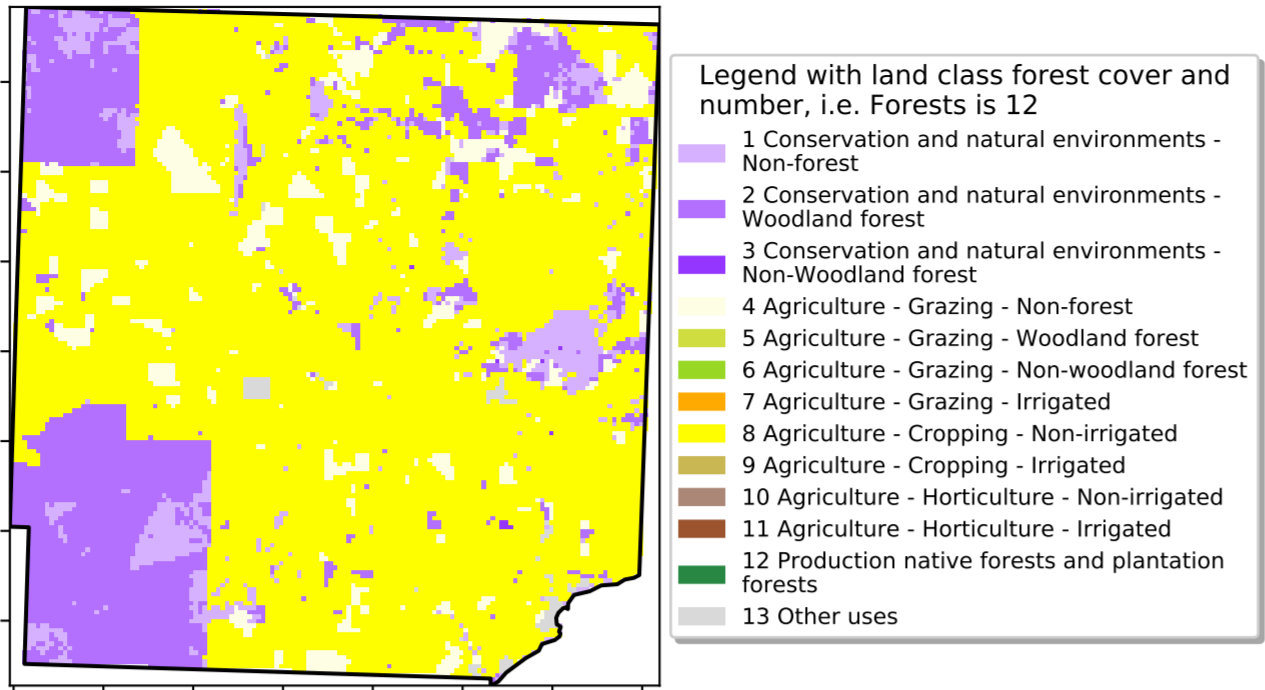 Legend with land class forest cover and
number, i.e. Forests is 12
1 Conservation and natural environments -
Non-forest
2 Conservation and natural environments -
Woodland forest
3 Conservation and natural environments -
Non-Woodland forest
4 Agriculture - Grazing - Non-forest
5 Agriculture - Grazing - Woodland forest
6 Agriculture - Grazing - Non-woodland forest
7 Agriculture - Grazing - Irrigated
8 Agriculture - Cropping - Non-irrigated
9 Agriculture - Cropping - Irrigated
10 Agriculture - Horticulture - Non-irrigated
11 Agriculture - Horticulture - Irrigated
12 Production native forests and plantation
forests
13 Other uses